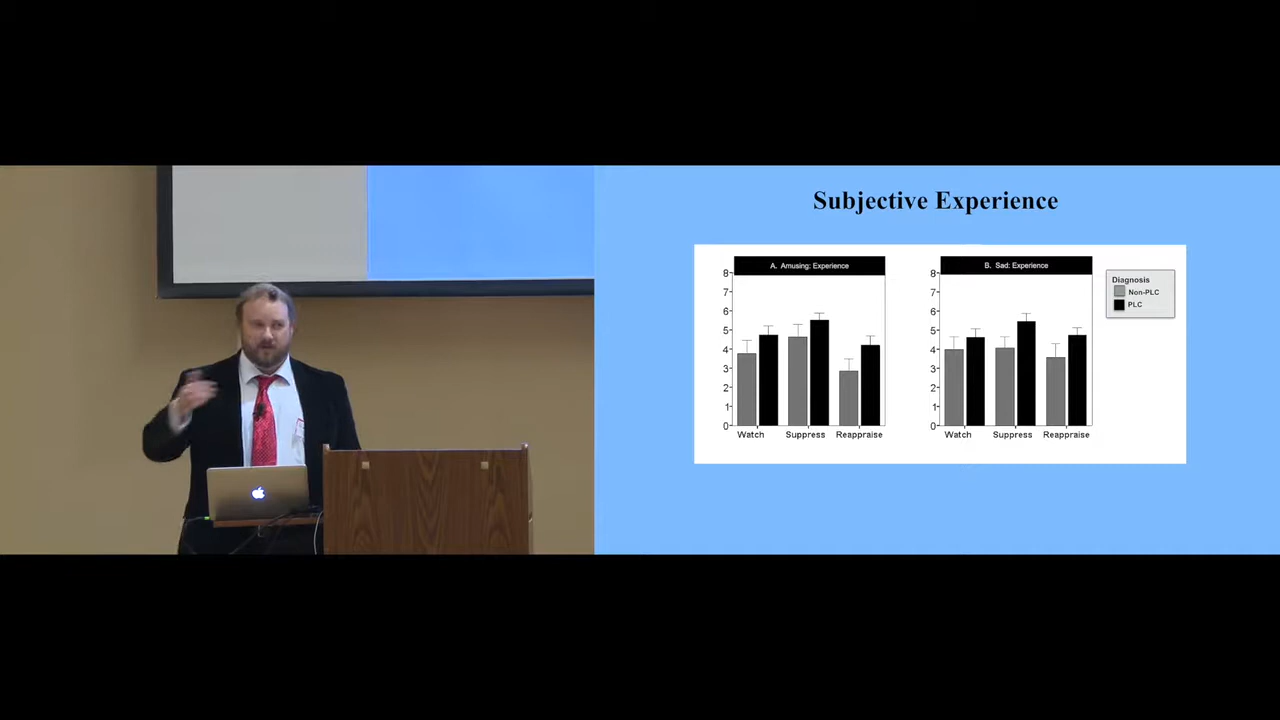 Subjective Experience
A. Amusing: Experience
8
7
6
5
4
3
2
1
0
Watch Suppress Reappraise
B. Sad: Experience
8
7
6
5
4
3
2
1
0
Watch Suppress Reappraise
Diagnosis
Non-PLC
PLC